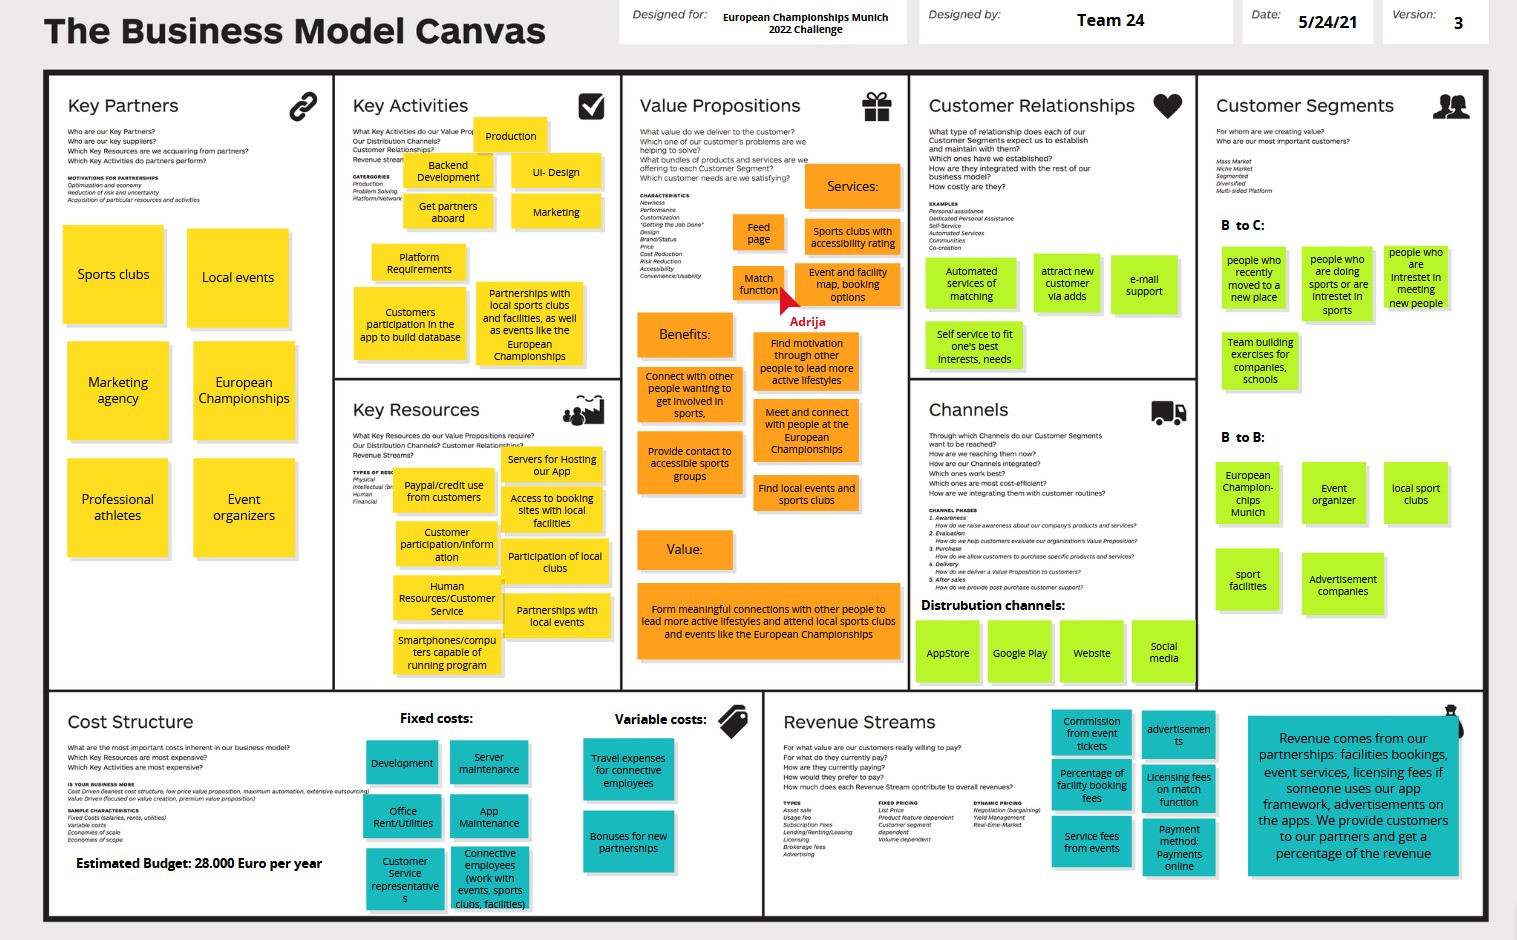 The Business Model Canvas
Designed for:
European Championships Munich
2022 Challenge
Designed by:
Team 24
Date:
5/24/21
Version:
3
Key Partners
Who are our Key Partners?
Who are our key suppliers?
Which Key Resources are we acquairing from partners?
Which Key Activities do partners perform?
MOTIVATIONS FOR PARTNERSHIPS
Optimization and economy
Reduction of risk and uncertainty
Acquisition of particular resources and activities
Sports clubs
Local events
Marketing
agency
European
Championships
Professional
athletes
Event
organizers
Key Activities
What Key Activities do our Value Prop
Our Distribution Channels?
Customer Relationships?
Revenue stream
CATERGORIES
Production
Problem Solving
Platform/Network
Production
Backend
Development
UI- Design
Get partners
aboard
Marketing
Platform
Requirements
Customers
participation in the
app to build database
Partnerships with
local sports clubs
and facilities, as well
as events like the
European
Championships
Key Resources
What Key Resources do our Value Propositions require?
Our Distribution Channels? Customer Relationships?
Revenue Streams?
TYPES OF RESO
Physical
Intellectual (br
Human
Financial
Servers for Hosting
our App
Paypal/credit use
from customers
Access to booking
sites with local
facilities
Customer
participation/inform
ation
Participation of local
clubs
Human
Resources/Customer
Service
Partnerships with
local events
Smartphones/compu
ters capable of
running program
Value Propositions
What value do we deliver to the customer?
Which one of our customer's problems are we
helping to solve?
What bundles of products and services are we
offering to each Customer Segment?
Which customer needs are we satisfying?
CHARACTERISTICS
Newness
Performance
Customization
"Getting the Job Done"
Design
Brand/Status
Price
Cost Reduction
Risk Reduction
Accessibility
Convenience/Usability
Services:
Feed
page
Sports clubs with
accessibility rating
Match
function
Event and facility
map, booking
options
Adrija
Benefits:
Find motivation
through other
people to lead more
active lifestyles
Connect with other
people wanting to
get involved in
sports,
Meet and connect
with people at the
European
Championships
Provide contact to
accessible sports
groups
Find local events and
sports clubs
Value:
Form meaningful connections with other people to
lead more active lifestyles and attend local sports clubs
and events like the European Championships
Customer Relationships
What type of relationship does each of our
Customer Segments expect us to establish
and maintain with them?
Which ones have we established?
How are they integrated with the rest of our
business model?
How costly are they?
EXAMPLES
Personal assistance
Dedicated Personal Assistance
Self-Service
Automated Services
Communities
Co-creation
Automated
services of
matching
attract new
customer
via adds
e-mail
support
Self service to fit
one's best
interests, needs
Channels
Through which Channels do our Customer Segments
want to be reached?
How are we reaching them now?
How are our Channels integrated?
Which ones work best?
Which ones are most cost-efficient?
How are we integrating them with customer routines?
CHANNEL PHASES
1. Awareness
How do we raise awareness about our company's products and services?
2. Evaluation
How do we help customers evaluate our organization's Value Proposition?
3. Purchase
How do we allow customers to purchase specific products and services?
4. Delivery
How do we deliver a Value Proposition to customers?
5. After sales
How do we provide post-purchase customer support?
Distrubution channels:
AppStore
Google Play
Website
Social
media
Customer Segments
For whom are we creating value?
Who are our most important customers?
Mass Market
Niche Market
Segmented
Diversified
Multi-sided Platform
B to C:
people who
recently
moved to a
new place
people who
are doing
sports or are
intrestet in
sports
people who
are
intrestet in
meeting
new people
Team building
exercises for
companies,
schools
B to B:
European
Champion-
chips
Munich
Event
organizer
local sport
clubs
sport
facilities
Advertisement
companies
Cost Structure
What are the most important costs inherent in our business model?
Which Key Resources are most expensive?
Which Key Activities are most expensive?
IS YOUR BUSINESS MORE
Cost Driven (leanest cost structure, low price value proposition, maximum automation, extensive outsourcing)
Value Driven (focused on value creation, premium value proposition)
SAMPLE CHARACTERISTICS
Fixed Costs (salaries, rents, utilities)
Variable costs
Economies of scale
Economies of scope
Estimated Budget: 28.000 Euro per year
Fixed costs:
Development
Server
maintenance
Office
Rent/Utilities
App
Maintenance
Customer
Service
representative
s
Connective
employees
(work with
events, sports
clubs, facilities)
Variable costs:
Travel expenses
for connective
employees
Bonuses for new
partnerships
Revenue Streams
For what value are our customers really willing to pay?
For what do they currently pay?
How are they currently paying?
How would they prefer to pay?
How much does each Revenue Stream contribute to overall revenues?
TYPES
Asset sale
Usage fee
Subscription Fees
Lending/Renting/Leasing
Licensing
Brokerage fees
Advertising
FIXED PRICING
List Price
Product feature dependent
Customer segment
dependent
Volume dependent
DYNAMIC PRICING
Negotiation (bargaining)
Yield Management
Real-time-Market
Commission
from event
tickets
advertisemen
ts
Percentage of
facility booking
fees
Licensing fees
on match
function
Service fees
from events
Payment
method:
Payments
online
Revenue comes from our
partnerships: facilities bookings,
event services, licensing fees if
someone uses our app
framework, advertisements on
the apps. We provide customers
to our partners and get a
percentage of the revenue